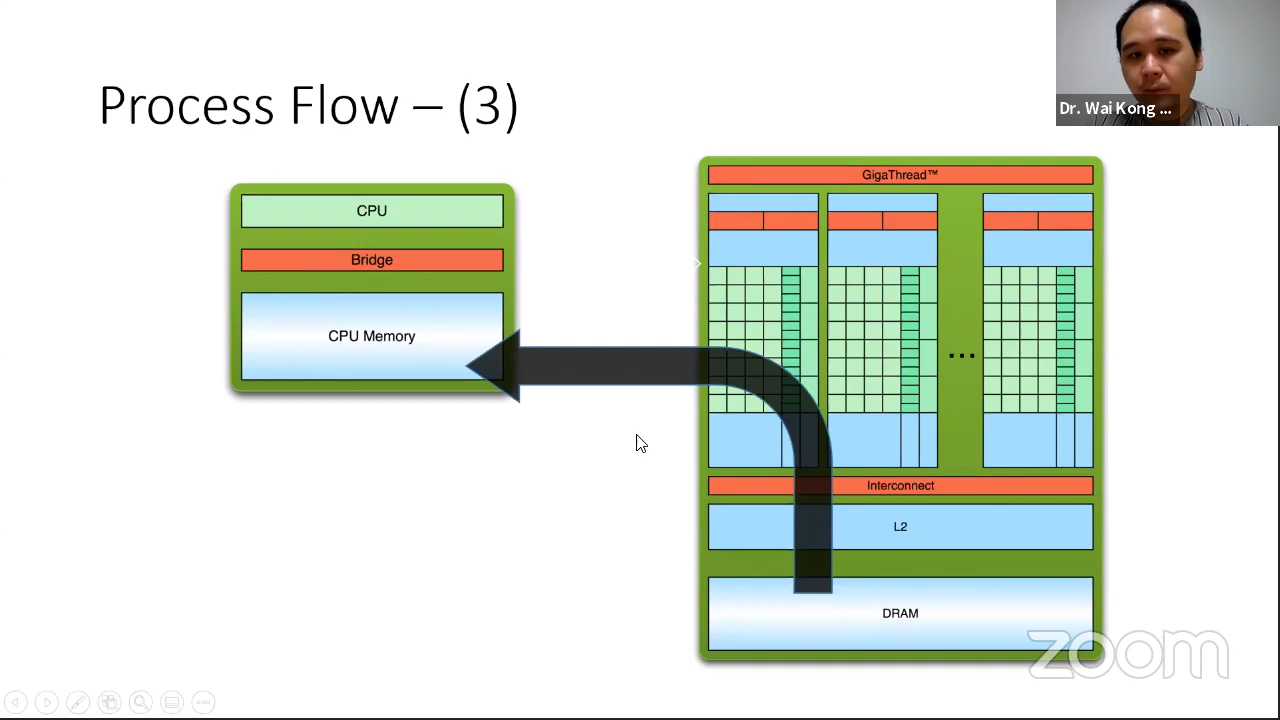 Process Flow – (3)
Dr. Wai Kong ...
CPU
Bridge
CPU Memory
GigaThread™
...
Interconnect
L2
DRAM
zoom